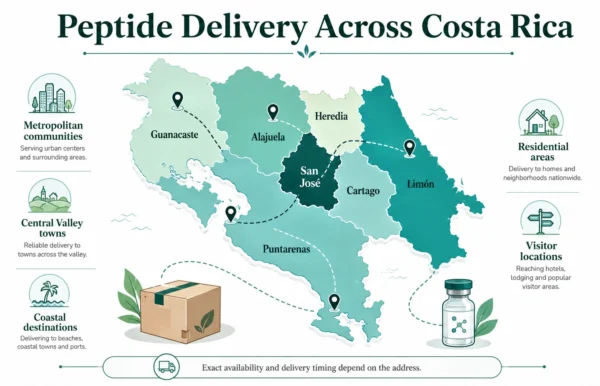 Peptide Delivery Across Costa Rica
Metropolitan
communities
Serving urban centers
and surrounding areas.
Central Valley
towns
Reliable delivery to
towns across the valley.
Coastal
destinations
Delivering to beaches,
coastal towns and ports.
Guanacaste
Alajuela
Heredia
San
José
Cartago
Limón
Puntarenas
Residential
areas
Delivery to homes and
neighborhoods nationwide.
Visitor
locations
Reaching hotels,
lodging and popular
visitor areas.
Exact availability and delivery timing depend on the address.